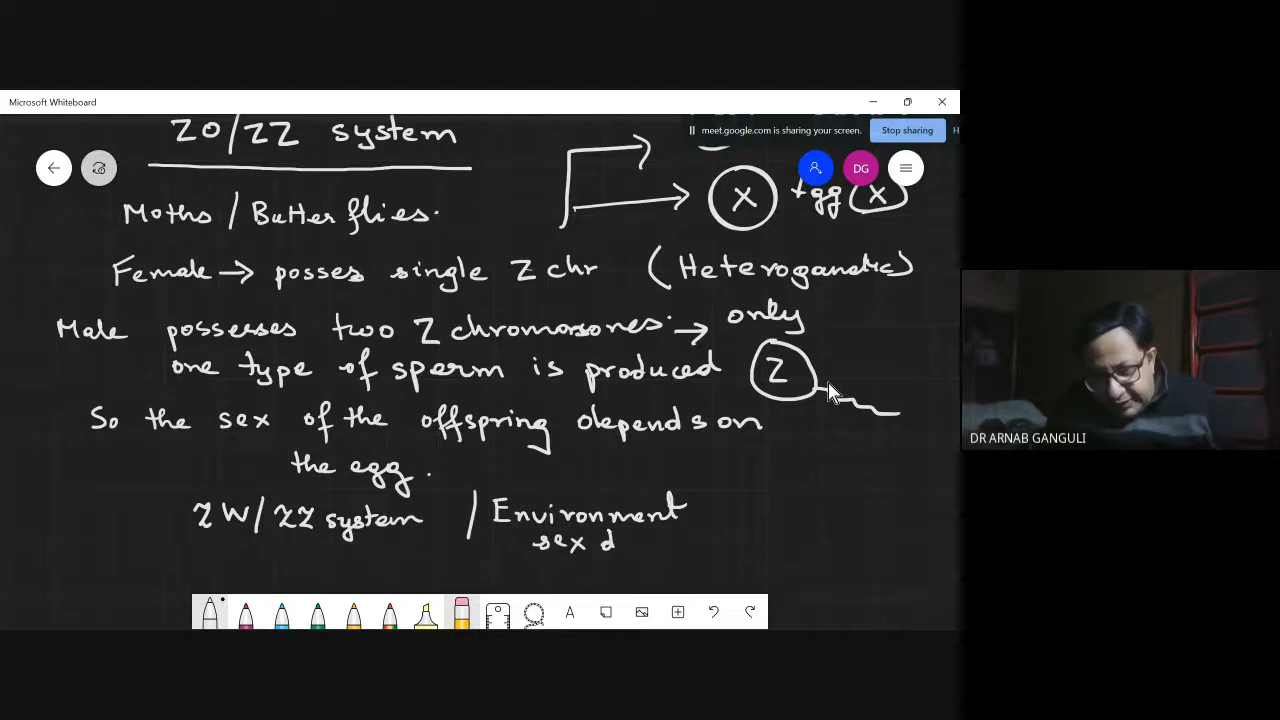 Microsoft Whiteboard
meet.google.com is sharing your screen.
Stop sharing
H
DG
ZO/ZZ system
Moths / Butterflies.
X
egg X
Female → posses single Z chr (Heterogametic)
Male possesses two Z chromosomes. → only
one type of sperm is produced
Z
So the sex of the offspring depends on
the egg.
ZW/ ZZ system / Environment
sex d
A
DR ARNAB GANGULI